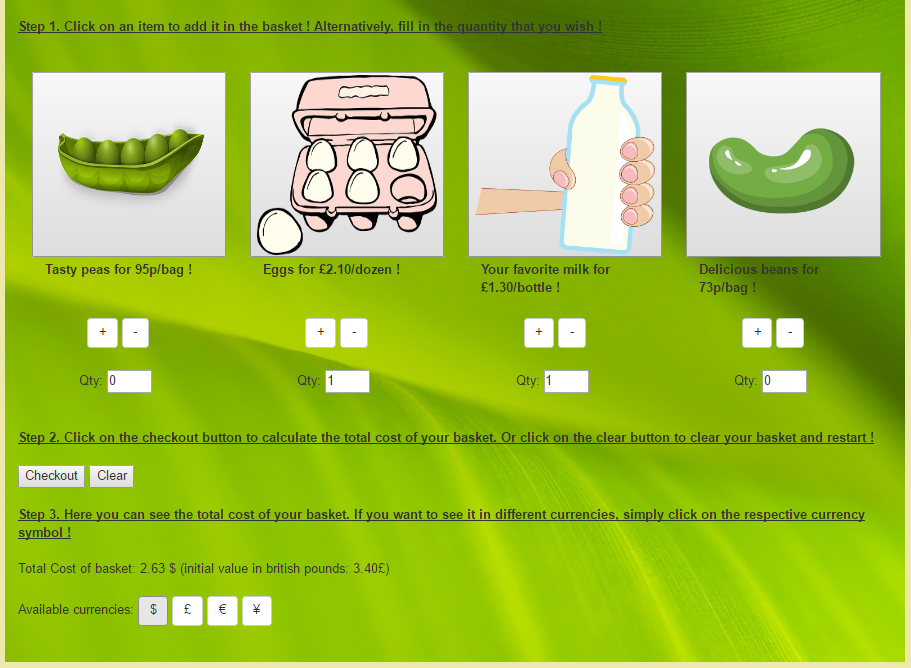 Step 1. Click on an item to add it in the basket ! Alternatively, fill in the quantity that you wish !
Tasty peas for 95p/bag !
Eggs for £2.10/dozen !
Your favorite milk for
£1.30/bottle !
Delicious beans for
73p/bag !
+ - + - + - + -
Qty: 0 Qty: 1 Qty: 1 Qty: 0
Step 2. Click on the checkout button to calculate the total cost of your basket. Or click on the clear button to clear your basket and restart !
Checkout Clear
Step 3. Here you can see the total cost of your basket. If you want to see it in different currencies, simply click on the respective currency
symbol !
Total Cost of basket: 2.63 $ (initial value in british pounds: 3.40£)
Available currencies: $ £ € ¥